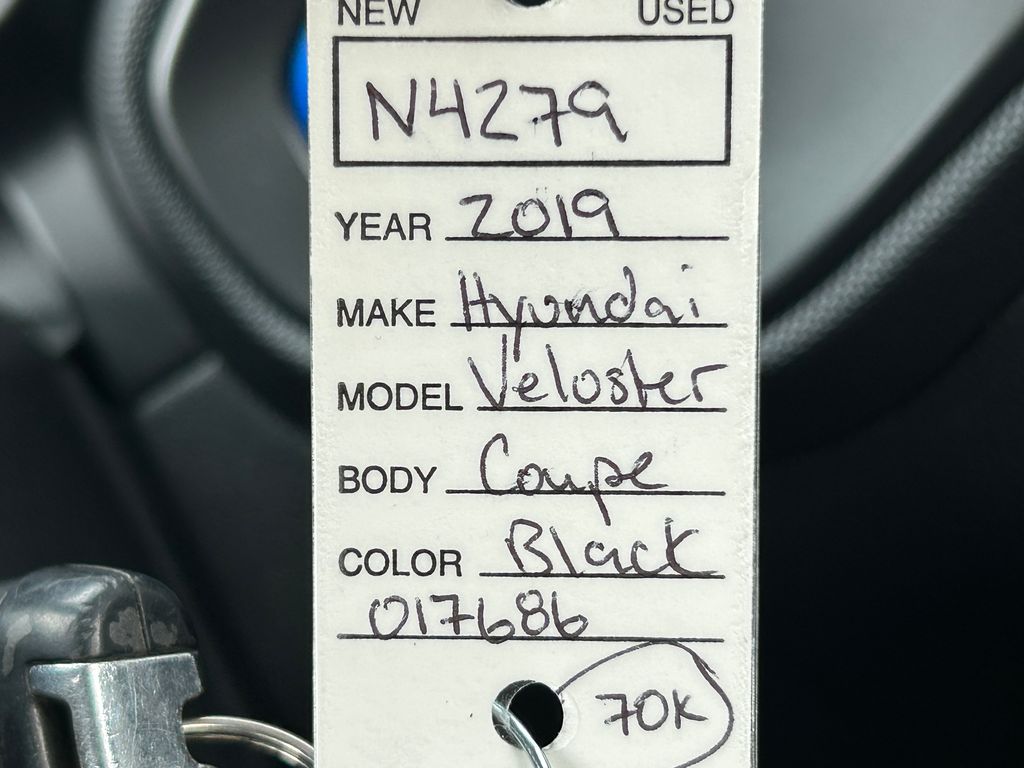 NEW USED
N4279
YEAR 2019
MAKE Hyundai
MODEL Veloster
BODY Coupe
COLOR Black
017686
70K